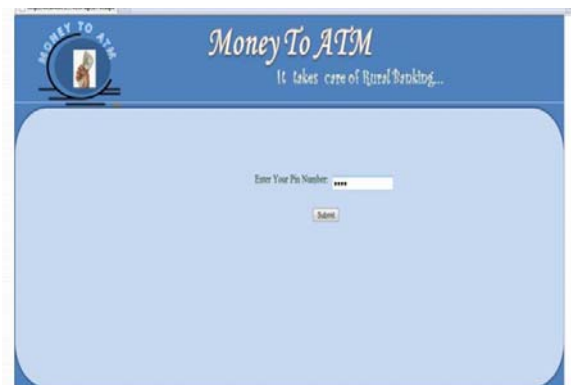 MONEY TO ATM
Money To ATM
It takes care of Rural Banking...
Enter Your Pin Number:
Submit